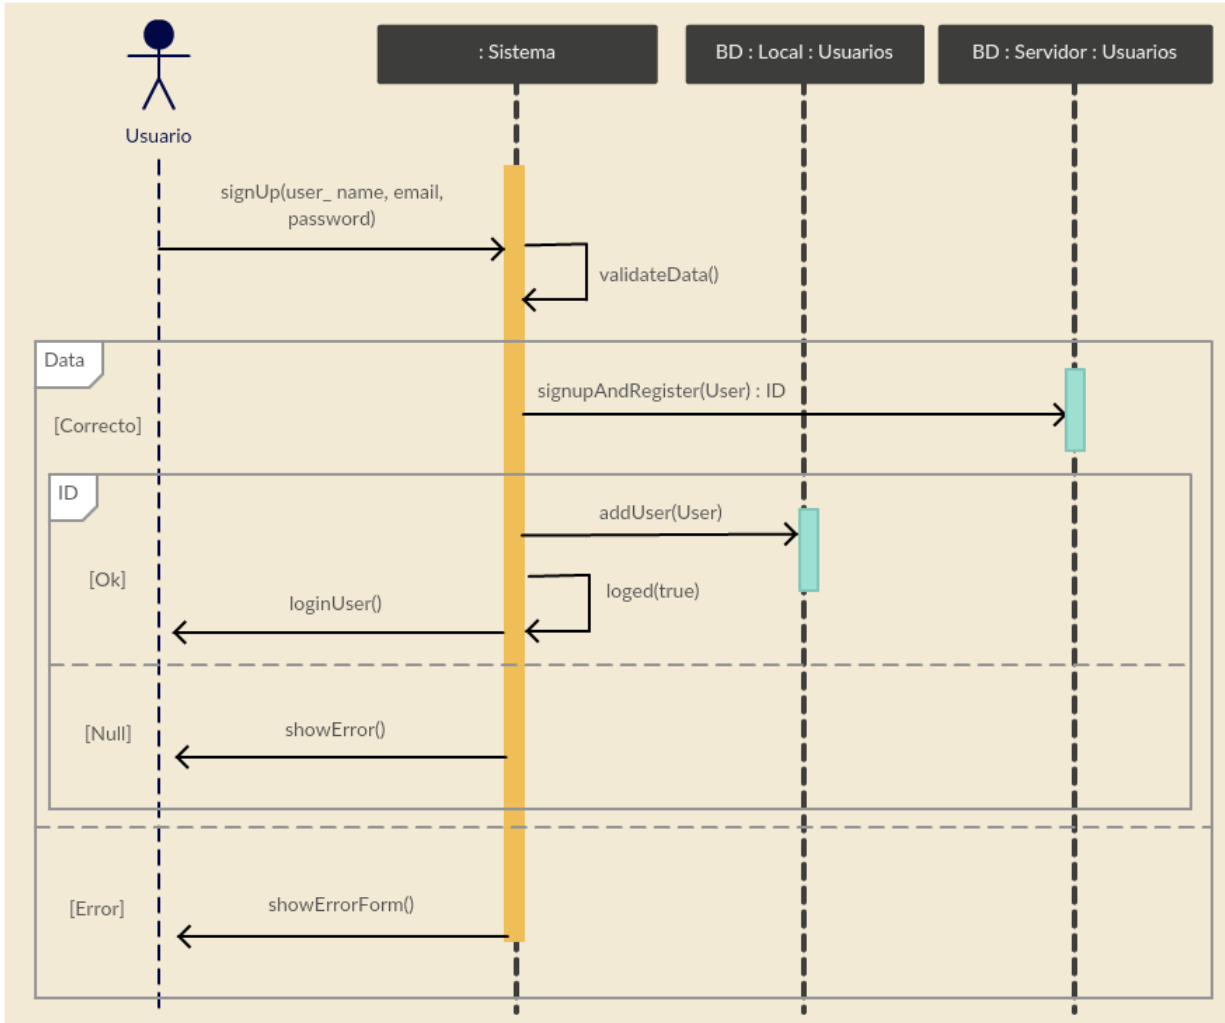 : Sistema
BD : Local : Usuarios
BD : Servidor : Usuarios
Usuario
signUp(user_ name, email,
password)
validateData()
Data
signupAndRegister(User) : ID
[Correcto]
ID
addUser(User)
[Ok]
loged(true)
loginUser()
showError()
[Null]
showErrorForm()
[Error]